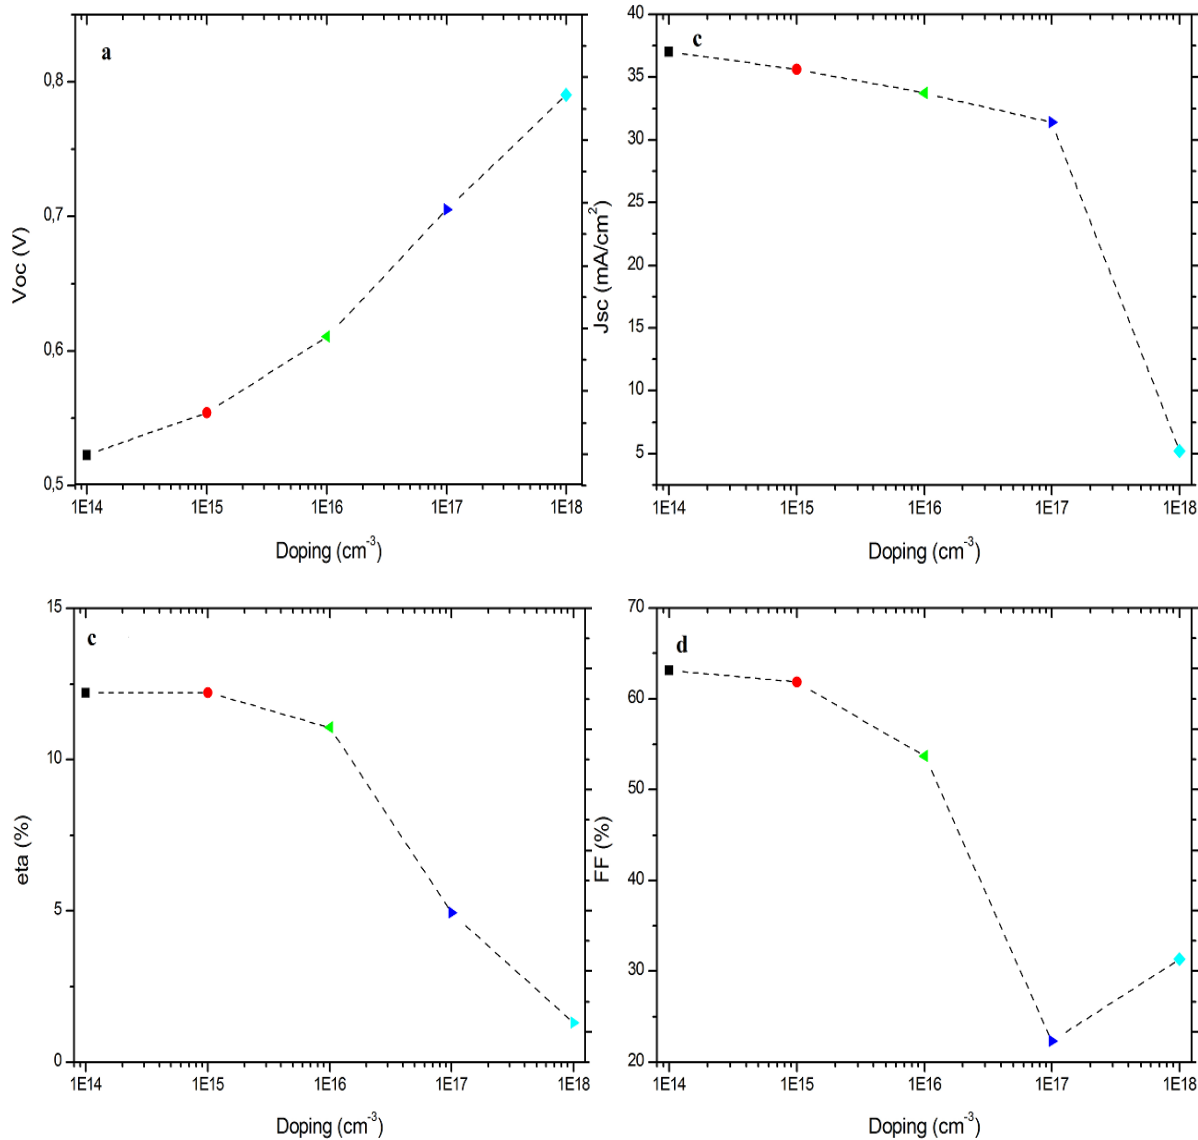 a
Voc (V)
0,8
0,7
0,6
0,5
1E14 1E15 1E16 1E17 1E18
Doping (cm⁻³)
c
Jsc (mA/cm²)
40
35
30
25
20
15
10
5
1E14 1E15 1E16 1E17 1E18
Doping (cm⁻³)
c
eta (%)
15
10
5
0
1E14 1E15 1E16 1E17 1E18
Doping (cm⁻³)
d
FF (%)
70
60
50
40
30
20
1E14 1E15 1E16 1E17 1E18
Doping (cm⁻³)